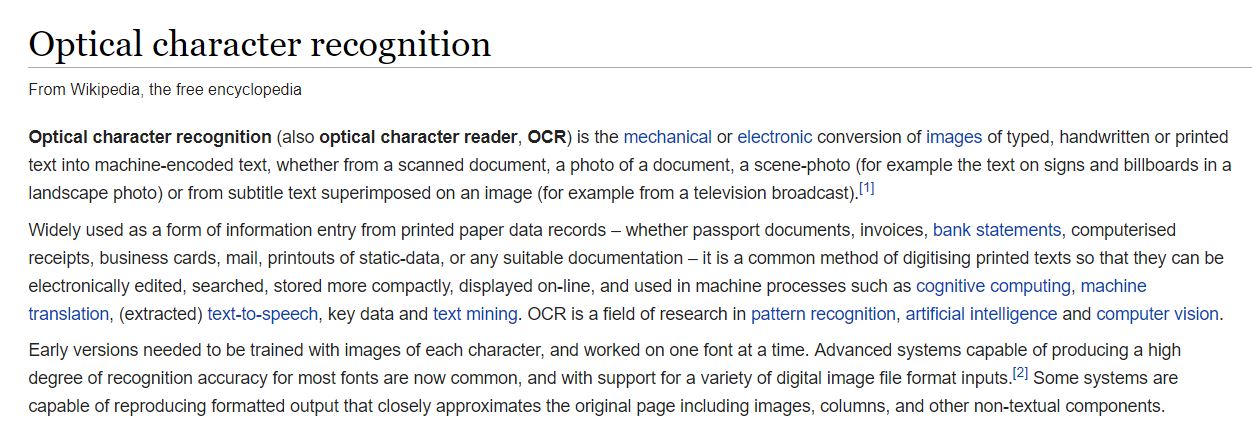 Optical character recognition
From Wikipedia, the free encyclopedia
Optical character recognition (also optical character reader, OCR) is the mechanical or electronic conversion of images of typed, handwritten or printed
text into machine-encoded text, whether from a scanned document, a photo of a document, a scene-photo (for example the text on signs and billboards in a
landscape photo) or from subtitle text superimposed on an image (for example from a television broadcast).[1]
Widely used as a form of information entry from printed paper data records – whether passport documents, invoices, bank statements, computerised
receipts, business cards, mail, printouts of static-data, or any suitable documentation – it is a common method of digitising printed texts so that they can be
electronically edited, searched, stored more compactly, displayed on-line, and used in machine processes such as cognitive computing, machine
translation, (extracted) text-to-speech, key data and text mining. OCR is a field of research in pattern recognition, artificial intelligence and computer vision.
Early versions needed to be trained with images of each character, and worked on one font at a time. Advanced systems capable of producing a high
degree of recognition accuracy for most fonts are now common, and with support for a variety of digital image file format inputs.[2] Some systems are
capable of reproducing formatted output that closely approximates the original page including images, columns, and other non-textual components.